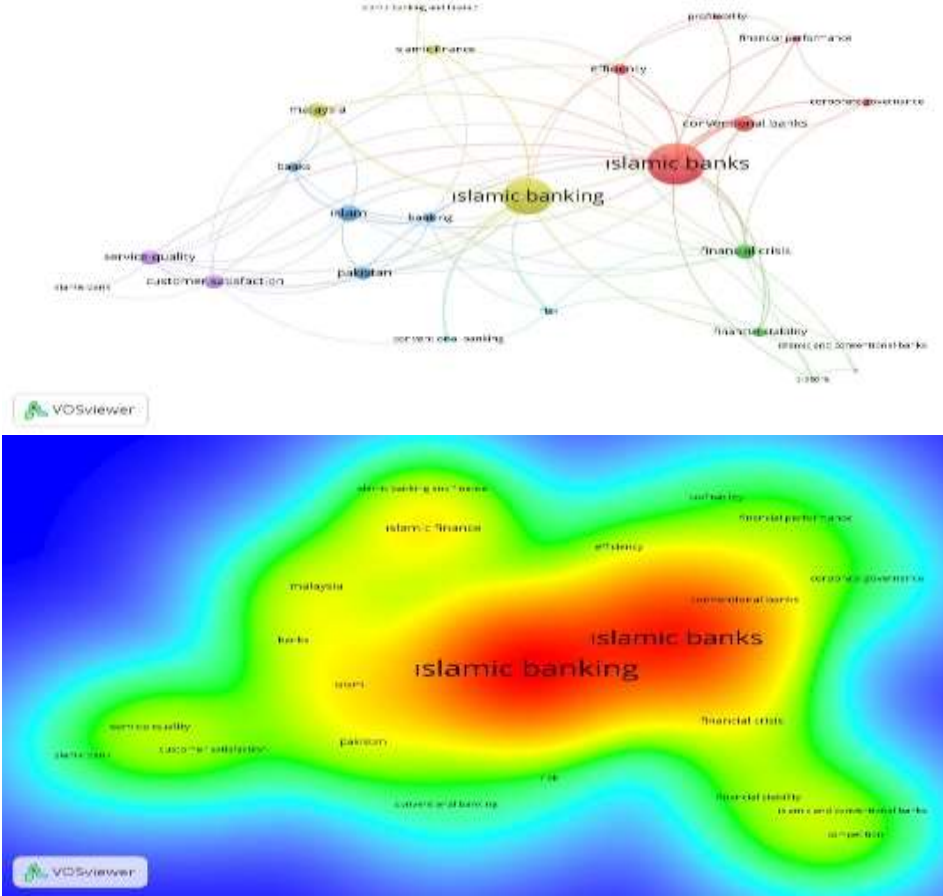 islamic banking and finance
profitability
islamic finance
financial performance
efficiency
malaysia
corporate governance
conventional banks
banks
islamic banks
islamic banking
islam
banking
service quality
financial crisis
pakistan
customer satisfaction
islamic bank
risk
financial stability
conventional banking
islamic and conventional banks
VOSviewer
islamic banking and finance
profitability
islamic finance
financial performance
efficiency
malaysia
corporate governance
conventional banks
banks
islamic banks
islamic banking
islam
service quality
financial crisis
pakistan
customer satisfaction
islamic bank
risk
financial stability
conventional banking
islamic and conventional banks
competition
VOSviewer